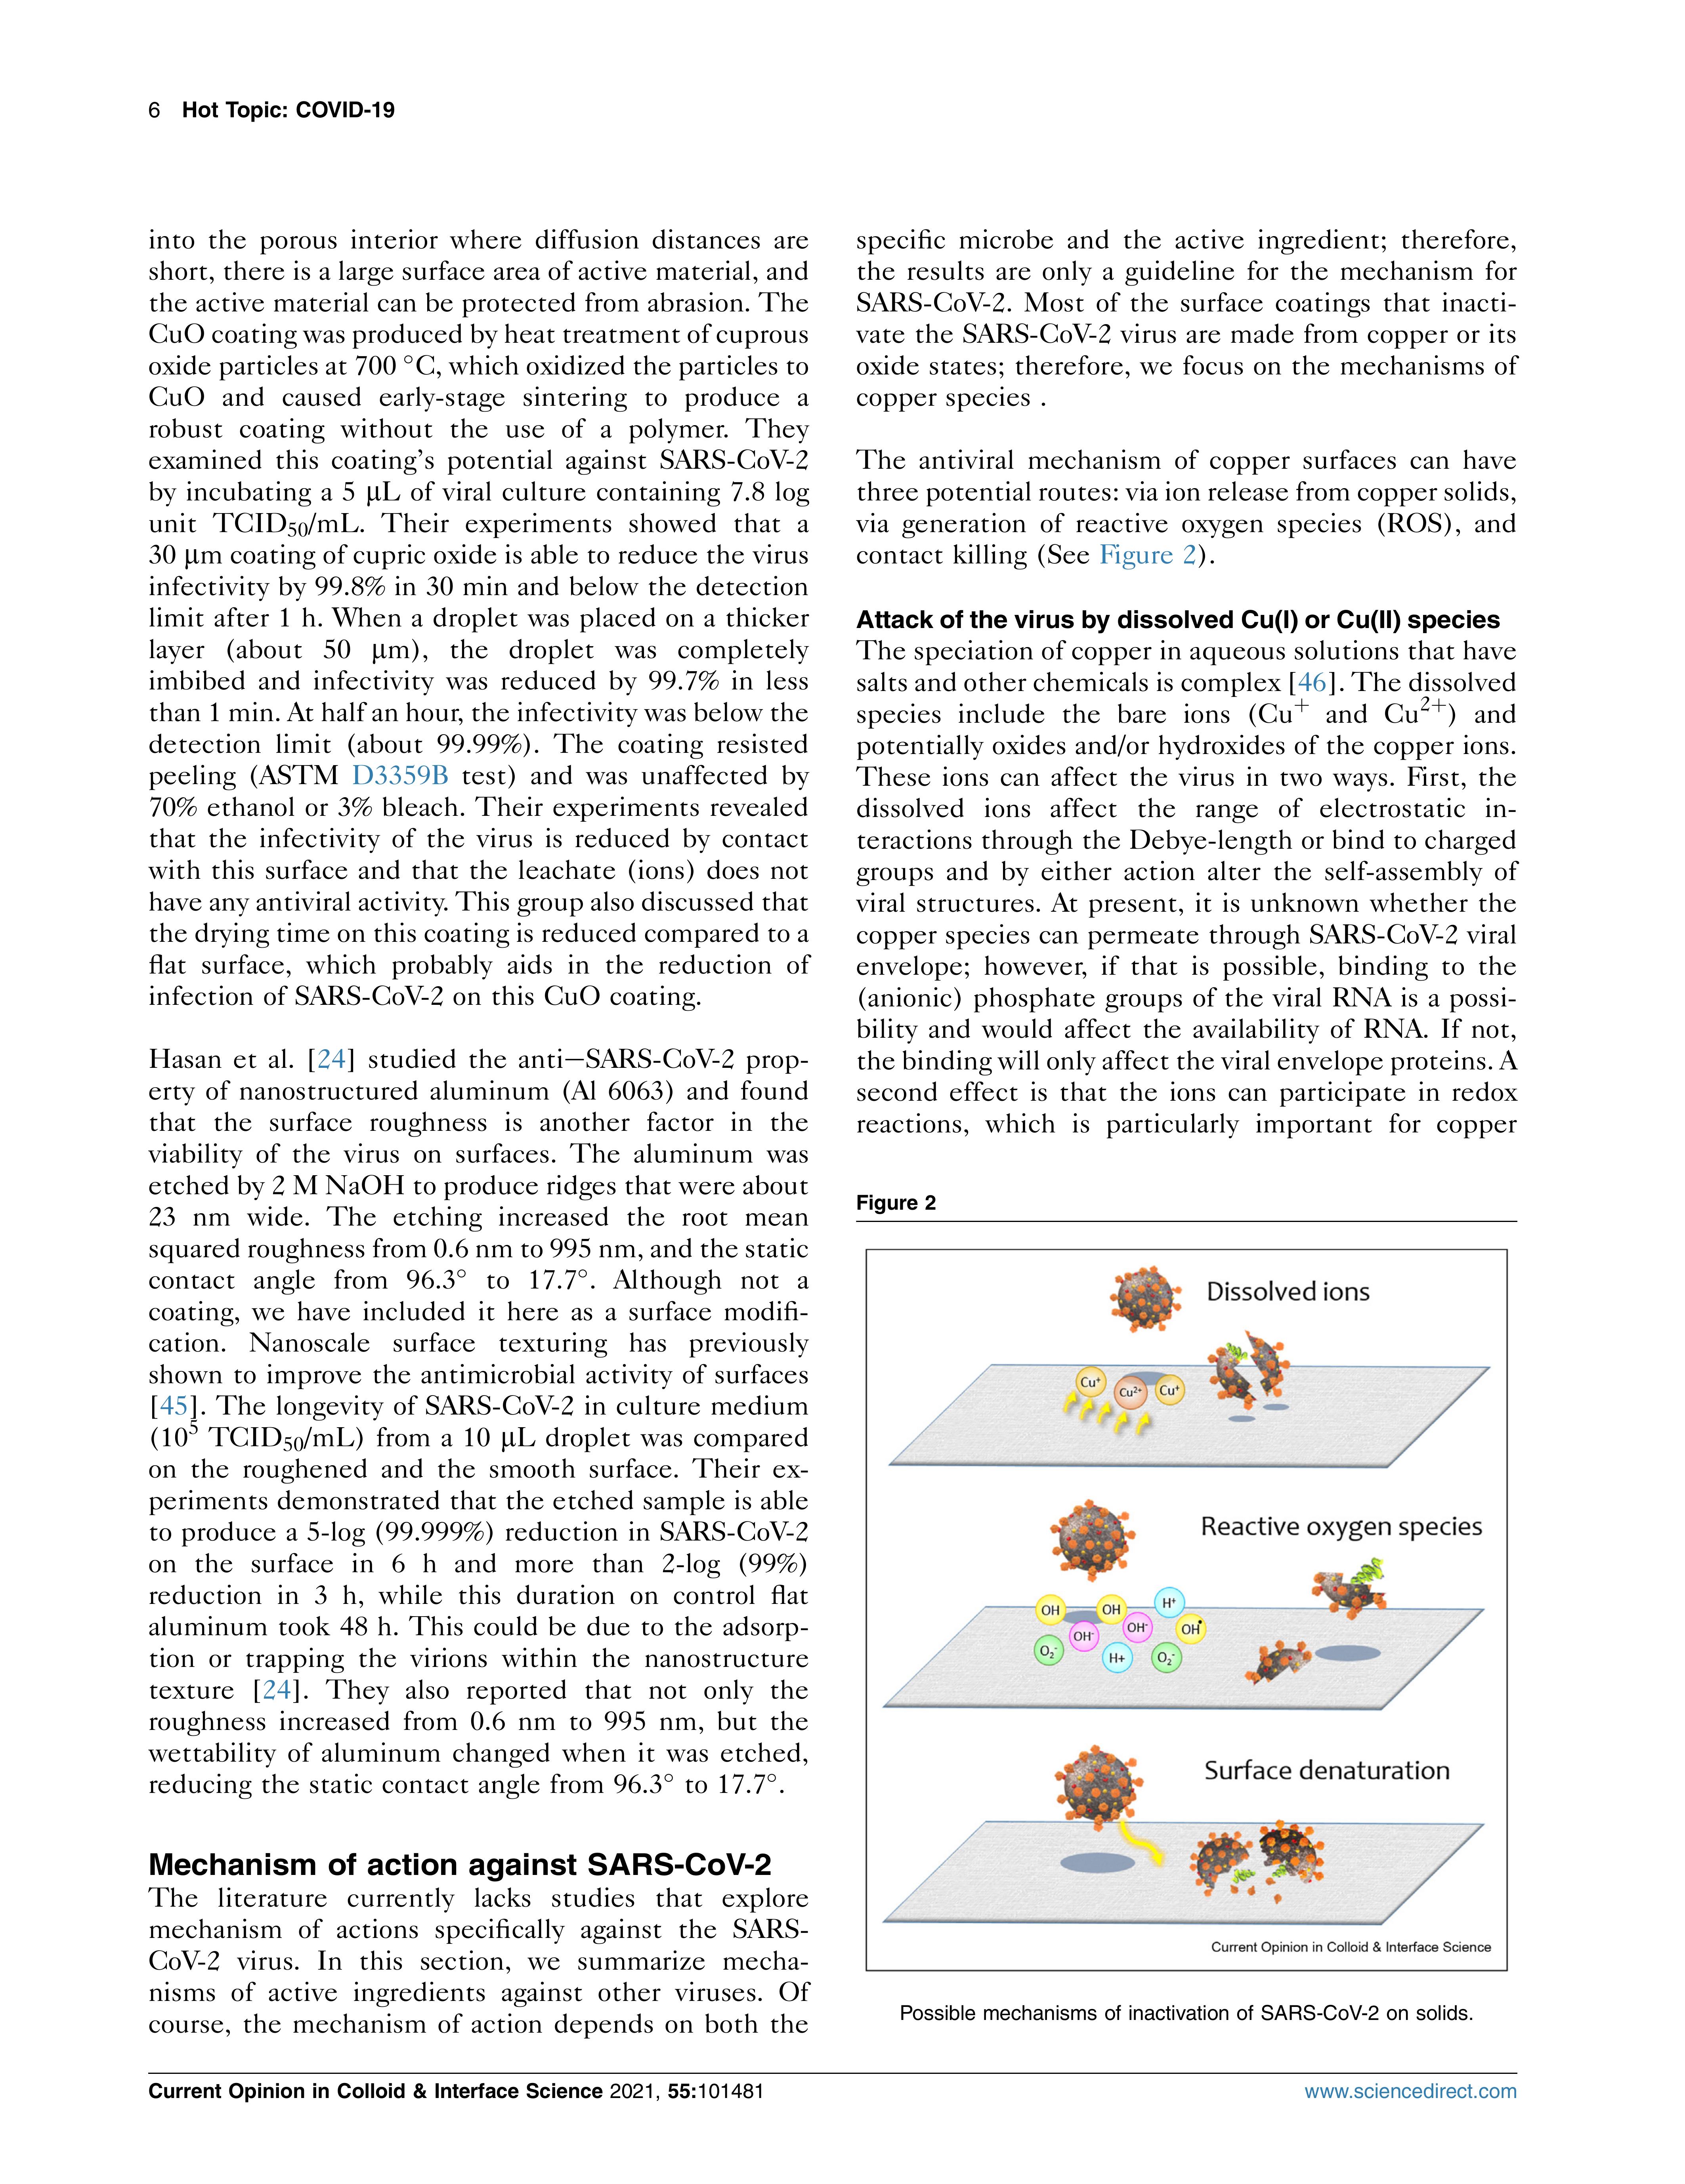 6 Hot Topic: COVID-19
into the porous interior where diffusion distances are
short, there is a large surface area of active material, and
the active material can be protected from abrasion. The
CuO coating was produced by heat treatment of cuprous
oxide particles at 700 °C, which oxidized the particles to
CuO and caused early-stage sintering to produce a
robust coating without the use of a polymer. They
examined this coating’s potential against SARS-CoV-2
by incubating a 5 μL of viral culture containing 7.8 log
unit TCID50/mL. Their experiments showed that a
30 μm coating of cupric oxide is able to reduce the virus
infectivity by 99.8% in 30 min and below the detection
limit after 1 h. When a droplet was placed on a thicker
layer (about 50 μm), the droplet was completely
imbibed and infectivity was reduced by 99.7% in less
than 1 min. At half an hour, the infectivity was below the
detection limit (about 99.99%). The coating resisted
peeling (ASTM D3359B test) and was unaffected by
70% ethanol or 3% bleach. Their experiments revealed
that the infectivity of the virus is reduced by contact
with this surface and that the leachate (ions) does not
have any antiviral activity. This group also discussed that
the drying time on this coating is reduced compared to a
flat surface, which probably aids in the reduction of
infection of SARS-CoV-2 on this CuO coating.
Hasan et al. [24] studied the anti–SARS-CoV-2 prop-
erty of nanostructured aluminum (Al 6063) and found
that the surface roughness is another factor in the
viability of the virus on surfaces. The aluminum was
etched by 2 M NaOH to produce ridges that were about
23 nm wide. The etching increased the root mean
squared roughness from 0.6 nm to 995 nm, and the static
contact angle from 96.3° to 17.7°. Although not a
coating, we have included it here as a surface modifi-
cation. Nanoscale surface texturing has previously
shown to improve the antimicrobial activity of surfaces
[45]. The longevity of SARS-CoV-2 in culture medium
(10⁵ TCID50/mL) from a 10 μL droplet was compared
on the roughened and the smooth surface. Their ex-
periments demonstrated that the etched sample is able
to produce a 5-log (99.999%) reduction in SARS-CoV-2
on the surface in 6 h and more than 2-log (99%)
reduction in 3 h, while this duration on control flat
aluminum took 48 h. This could be due to the adsorp-
tion or trapping the virions within the nanostructure
texture [24]. They also reported that not only the
roughness increased from 0.6 nm to 995 nm, but the
wettability of aluminum changed when it was etched,
reducing the static contact angle from 96.3° to 17.7°.
Mechanism of action against SARS-CoV-2
The literature currently lacks studies that explore
mechanism of actions specifically against the SARS-
CoV-2 virus. In this section, we summarize mecha-
nisms of active ingredients against other viruses. Of
course, the mechanism of action depends on both the
specific microbe and the active ingredient; therefore,
the results are only a guideline for the mechanism for
SARS-CoV-2. Most of the surface coatings that inacti-
vate the SARS-CoV-2 virus are made from copper or its
oxide states; therefore, we focus on the mechanisms of
copper species .
The antiviral mechanism of copper surfaces can have
three potential routes: via ion release from copper solids,
via generation of reactive oxygen species (ROS), and
contact killing (See Figure 2).
Attack of the virus by dissolved Cu(I) or Cu(II) species
The speciation of copper in aqueous solutions that have
salts and other chemicals is complex [46]. The dissolved
species include the bare ions (Cu⁺ and Cu²⁺) and
potentially oxides and/or hydroxides of the copper ions.
These ions can affect the virus in two ways. First, the
dissolved ions affect the range of electrostatic in-
teractions through the Debye-length or bind to charged
groups and by either action alter the self-assembly of
viral structures. At present, it is unknown whether the
copper species can permeate through SARS-CoV-2 viral
envelope; however, if that is possible, binding to the
(anionic) phosphate groups of the viral RNA is a possi-
bility and would affect the availability of RNA. If not,
the binding will only affect the viral envelope proteins. A
second effect is that the ions can participate in redox
reactions, which is particularly important for copper
Figure 2
Dissolved ions
Cu⁺ Cu²⁺ Cu⁺
Reactive oxygen species
OH OH H⁺
OH⁻ OH⁻ OH•
O₂⁻ H+ O₂⁻
Surface denaturation
Current Opinion in Colloid & Interface Science
Possible mechanisms of inactivation of SARS-CoV-2 on solids.
Current Opinion in Colloid & Interface Science 2021, 55:101481
www.sciencedirect.com